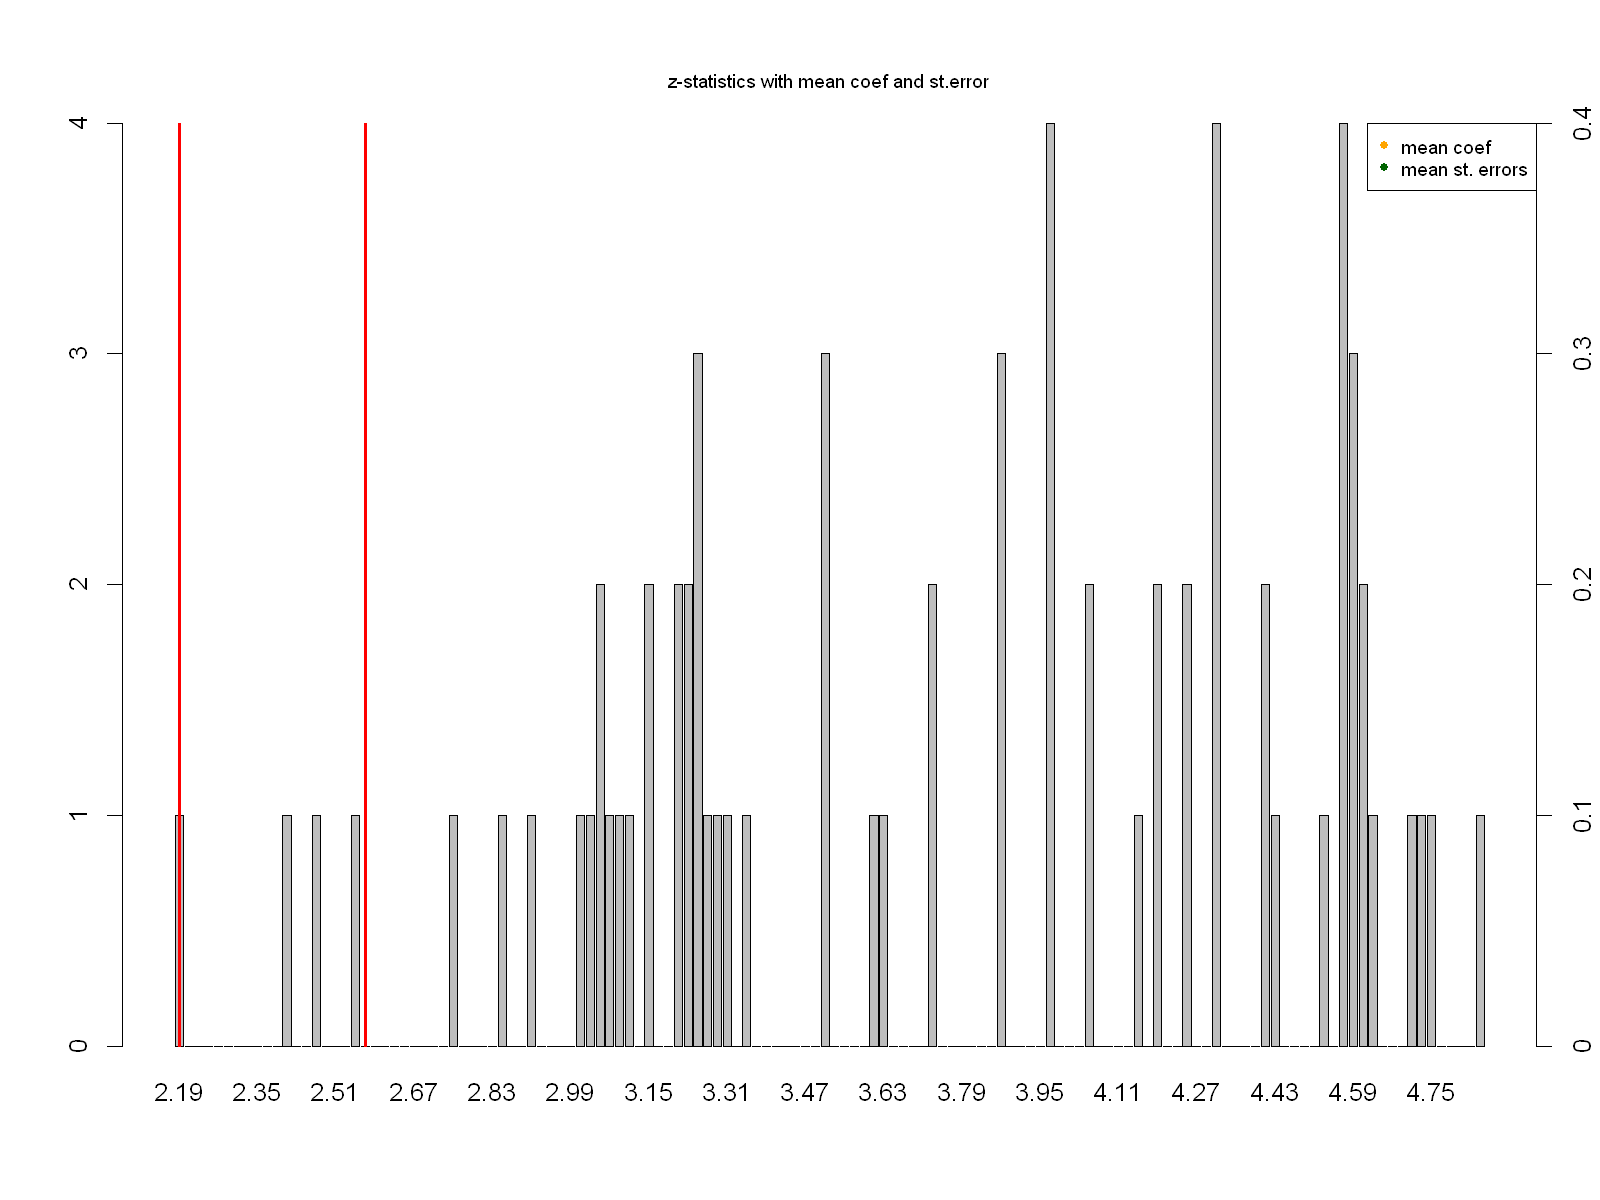 z-statistics with mean coef and st.error
4
3
2
1
0
0.4
0.3
0.2
0.1
0
mean coef
mean st. errors
2.19 2.35 2.51 2.67 2.83 2.99 3.15 3.31 3.47 3.63 3.79 3.95 4.11 4.27 4.43 4.59 4.75